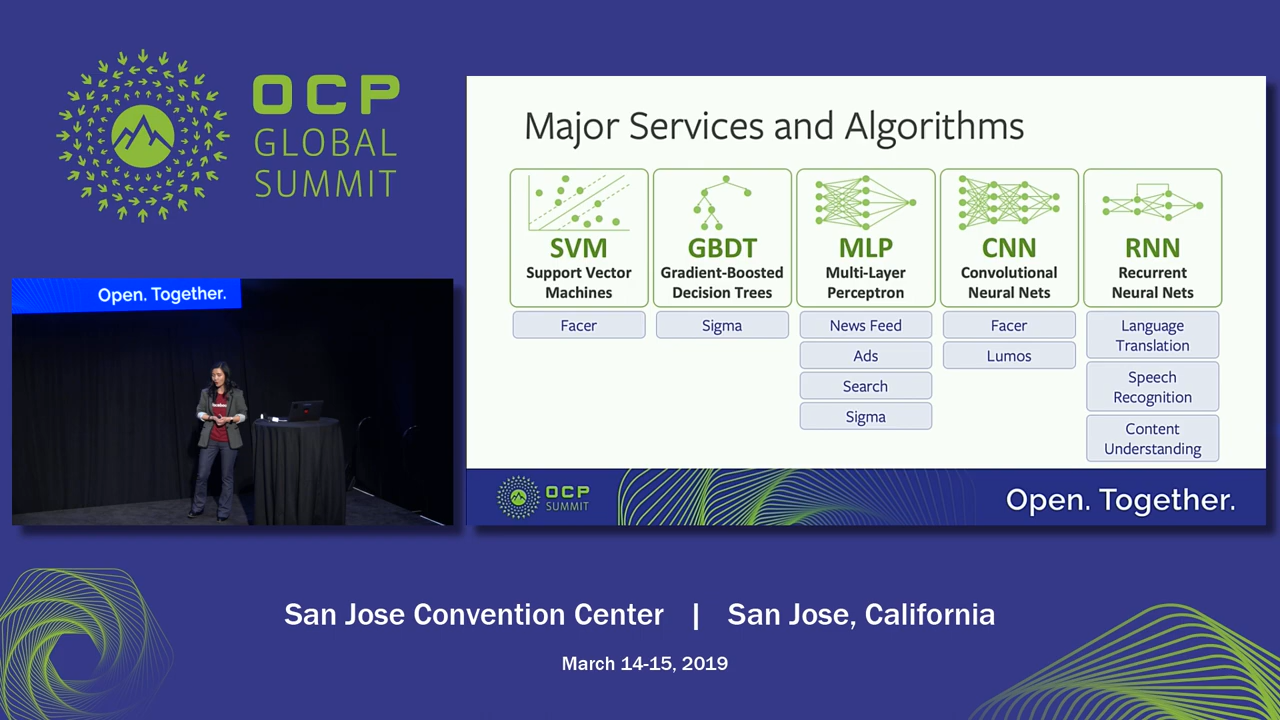 OCP
GLOBAL
SUMMIT
Open. Together.
Major Services and Algorithms
SVM
Support Vector
Machines
Facer
GBDT
Gradient-Boosted
Decision Trees
Sigma
MLP
Multi-Layer
Perceptron
News Feed
Ads
Search
Sigma
CNN
Convolutional
Neural Nets
Facer
Lumos
RNN
Recurrent
Neural Nets
Language
Translation
Speech
Recognition
Content
Understanding
OCP
SUMMIT
Open. Together.
San Jose Convention Center | San Jose, California
March 14-15, 2019